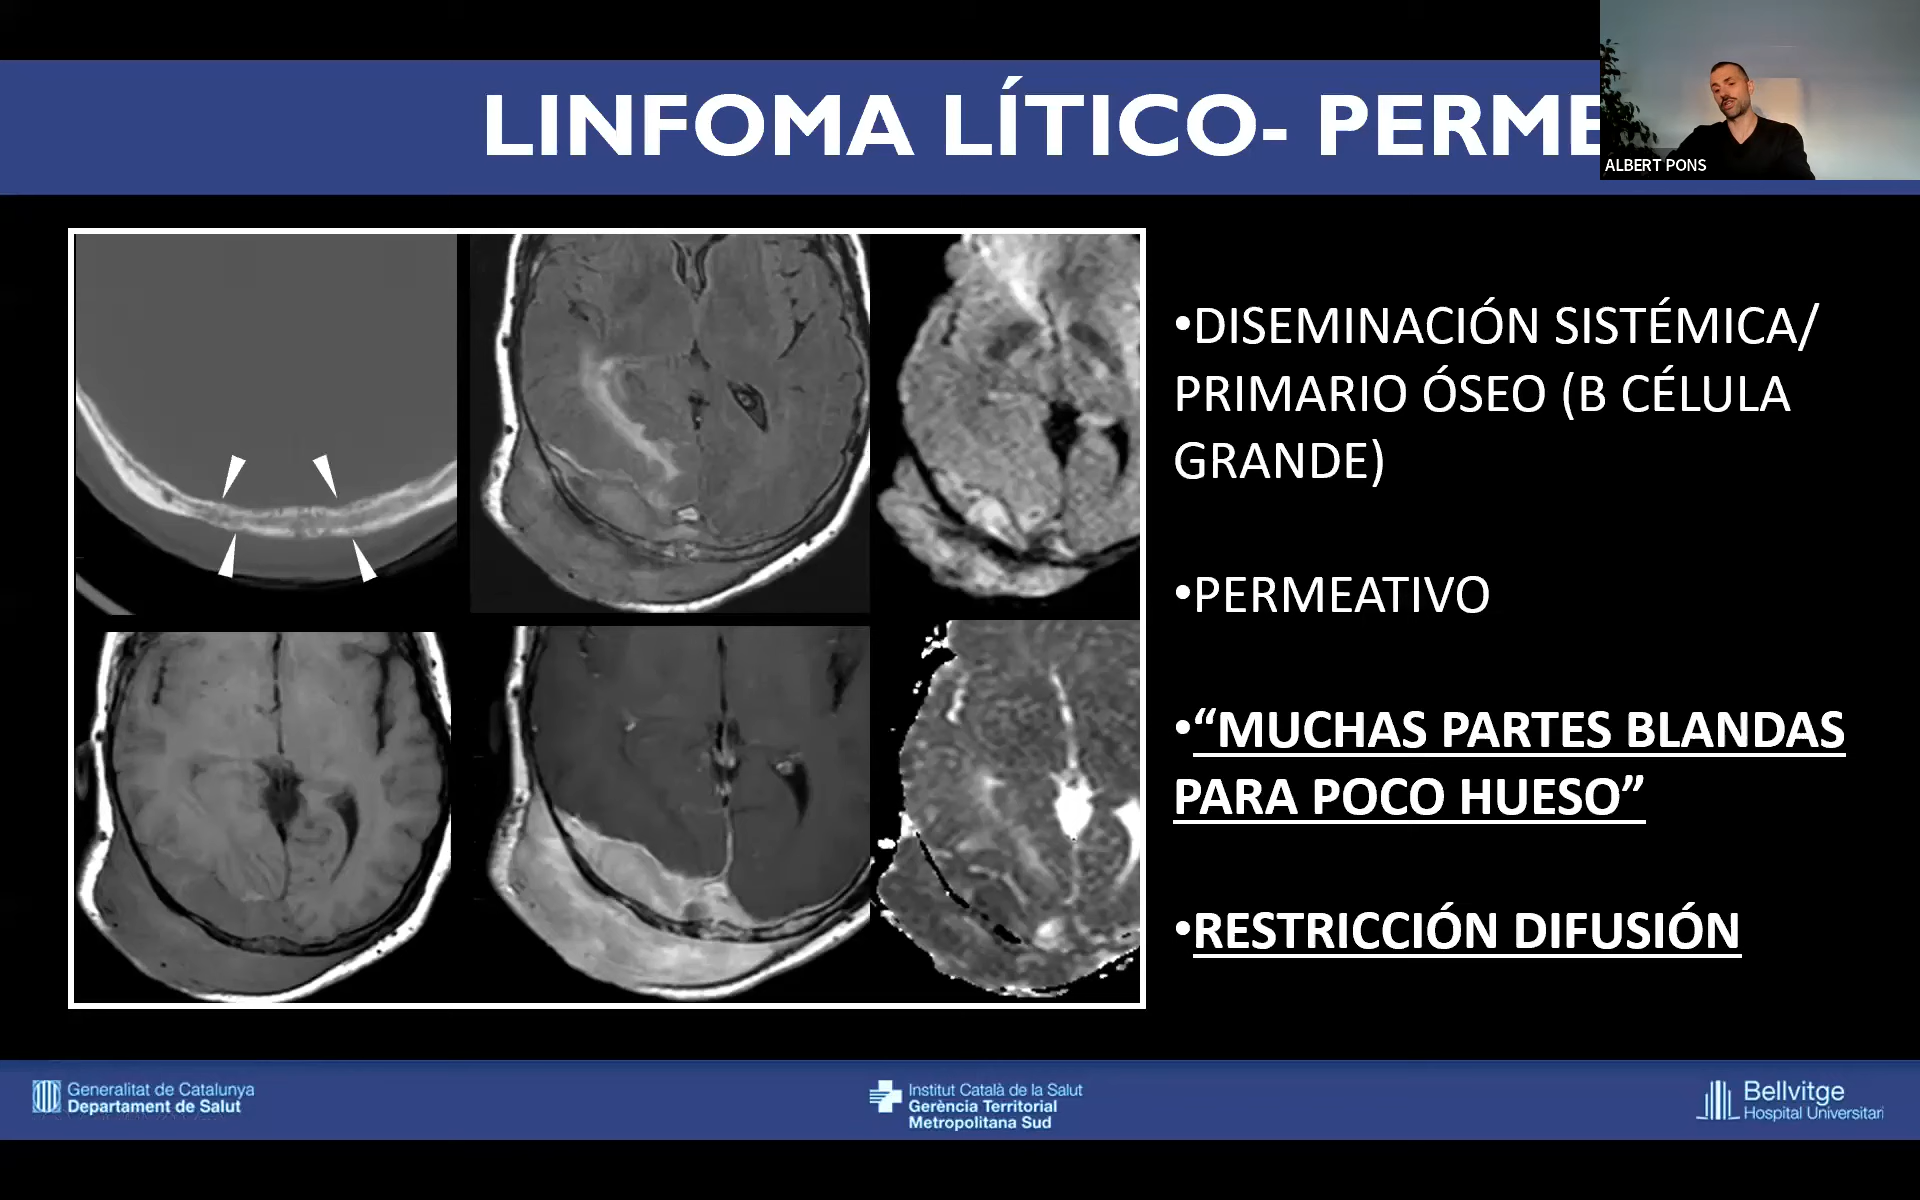 LINFOMA LÍTICO- PERME
ALBERT PONS
•DISEMINACIÓN SISTÉMICA/
PRIMARIO ÓSEO (B CÉLULA
GRANDE)
•PERMEATIVO
•“MUCHAS PARTES BLANDAS
PARA POCO HUESO”
•RESTRICCIÓN DIFUSIÓN
Generalitat de Catalunya
Departament de Salut
Institut Català de la Salut
Gerència Territorial
Metropolitana Sud
Bellvitge
Hospital Universitari